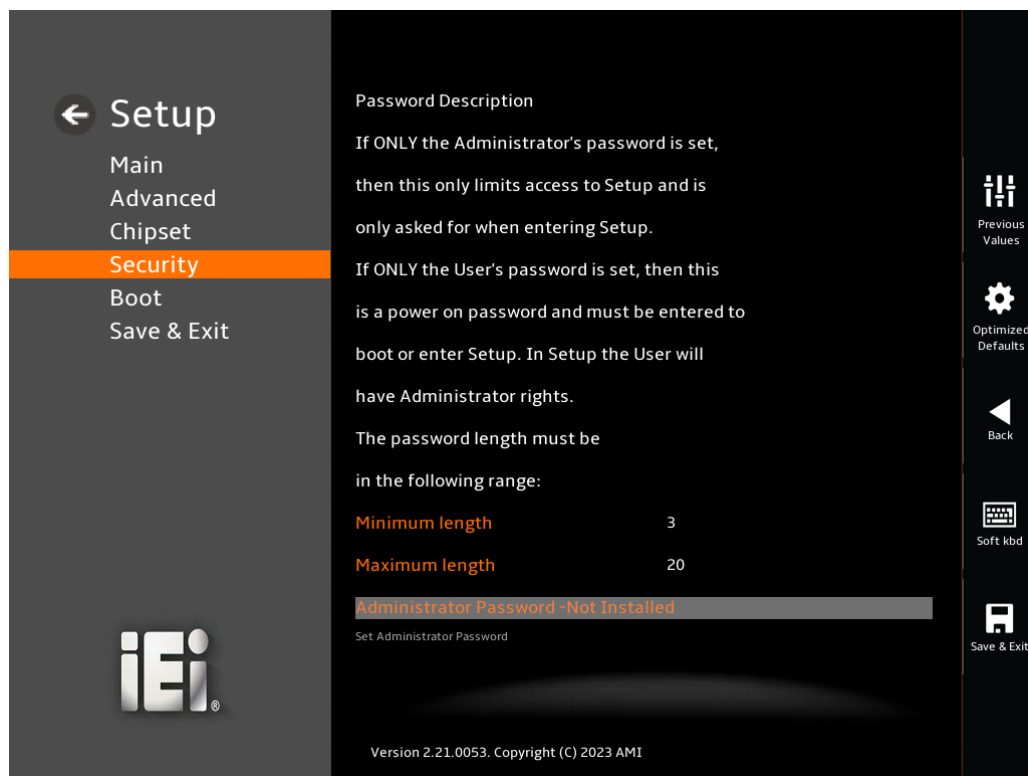 Setup
Main
Advanced
Chipset
Security
Boot
Save & Exit
iEi®
Password Description
If ONLY the Administrator's password is set,
then this only limits access to Setup and is
only asked for when entering Setup.
If ONLY the User's password is set, then this
is a power on password and must be entered to
boot or enter Setup. In Setup the User will
have Administrator rights.
The password length must be
in the following range:
Minimum length 3
Maximum length 20
Administrator Password -Not Installed
Set Administrator Password
Version 2.21.0053. Copyright (C) 2023 AMI
Previous
Values
Optimized
Defaults
Back
Soft kbd
Save & Exit